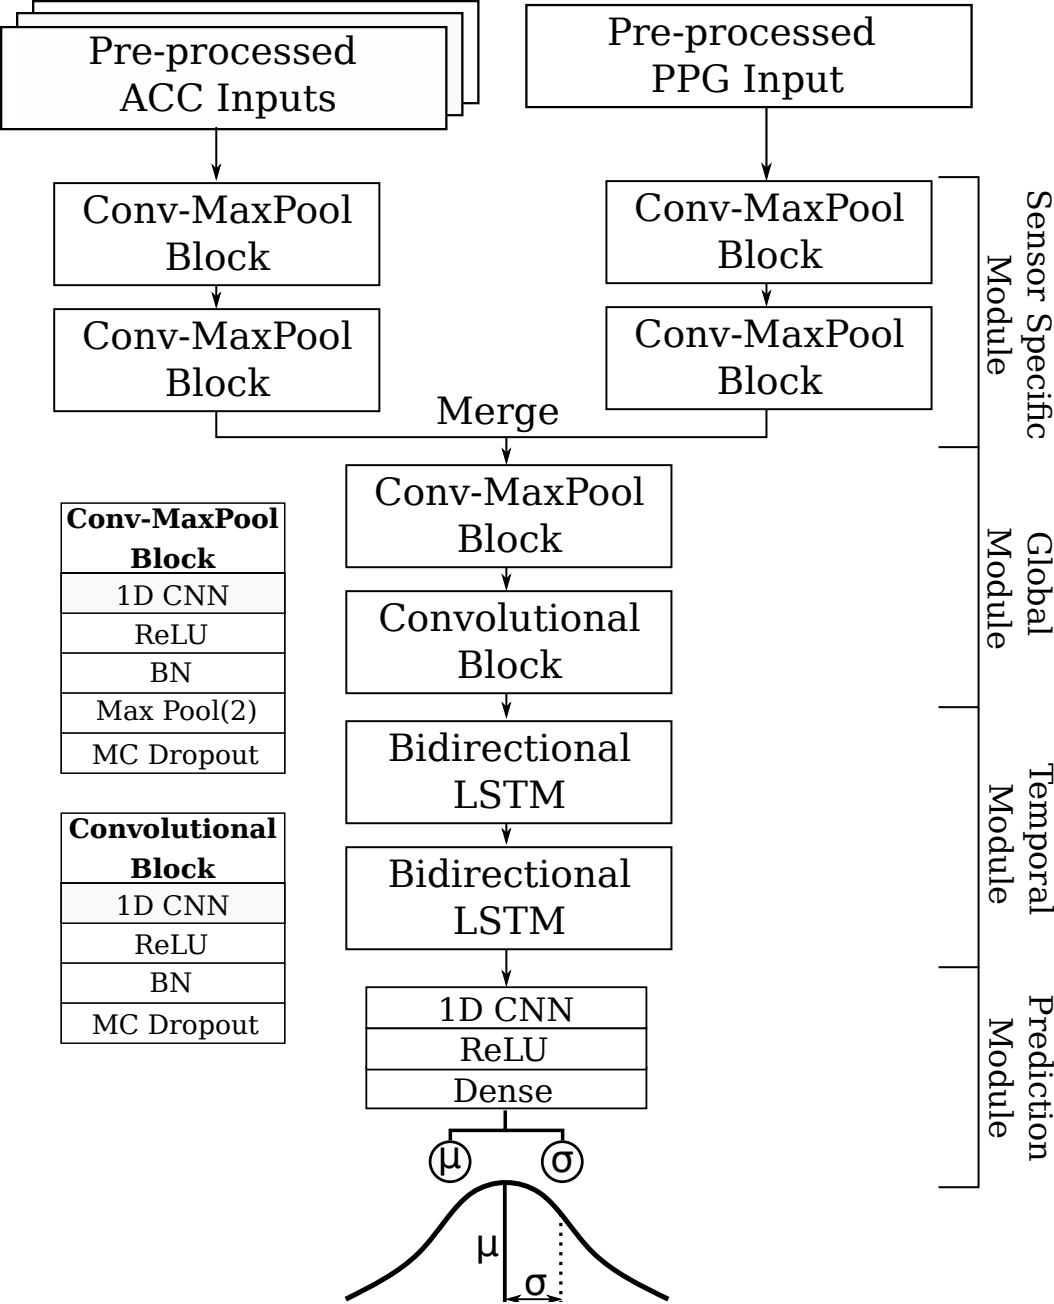 Pre-processed
ACC Inputs
Pre-processed
PPG Input
Conv-MaxPool
Block
Conv-MaxPool
Block
Conv-MaxPool
Block
Conv-MaxPool
Block
Sensor Specific
Module
Merge
Conv-MaxPool
Block
Convolutional
Block
Global
Module
Conv-MaxPool
Block
1D CNN
ReLU
BN
Max Pool(2)
MC Dropout
Bidirectional
LSTM
Bidirectional
LSTM
Temporal
Module
Convolutional
Block
1D CNN
ReLU
BN
MC Dropout
1D CNN
ReLU
Dense
Prediction
Module
μ
σ
μ
σ